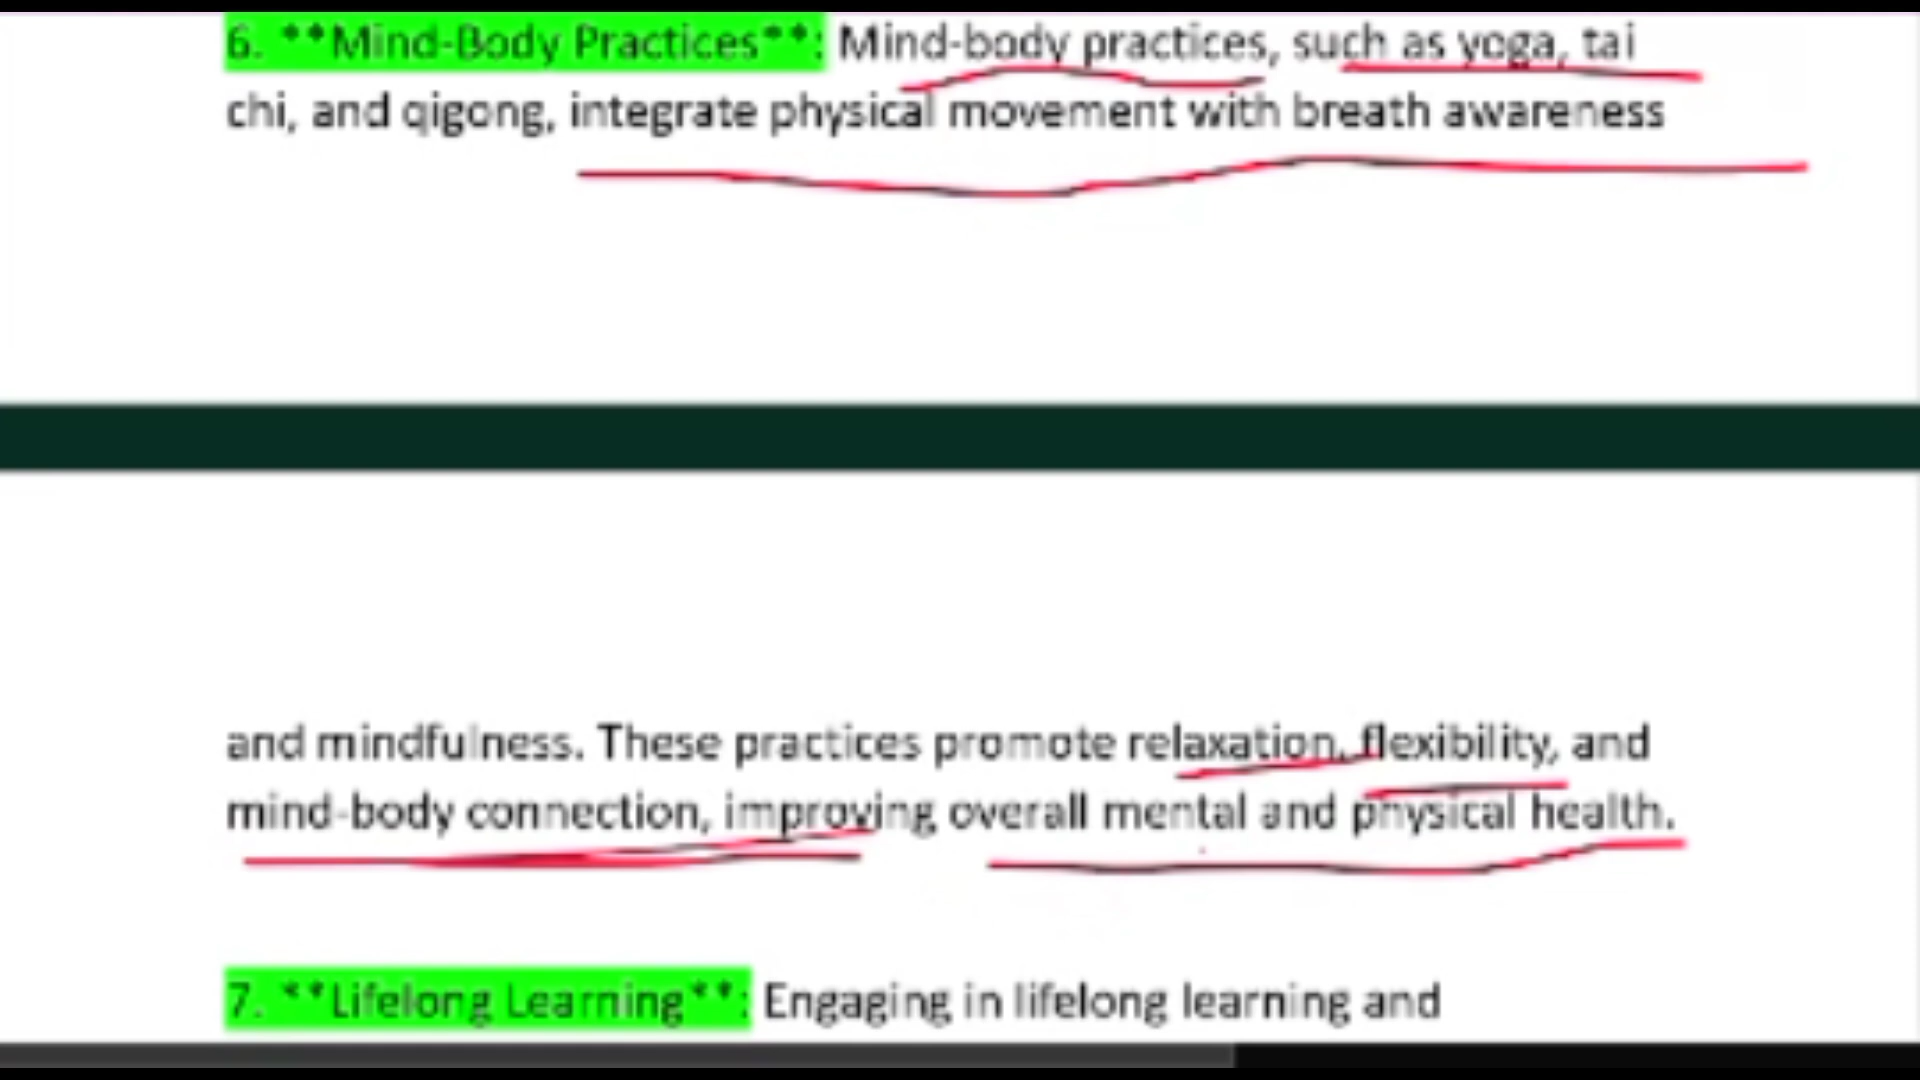 6. **Mind-Body Practices**: Mind-body practices, such as yoga, tai
chi, and qigong, integrate physical movement with breath awareness
and mindfulness. These practices promote relaxation, flexibility, and
mind-body connection, improving overall mental and physical health.
7. **Lifelong Learning**: Engaging in lifelong learning and